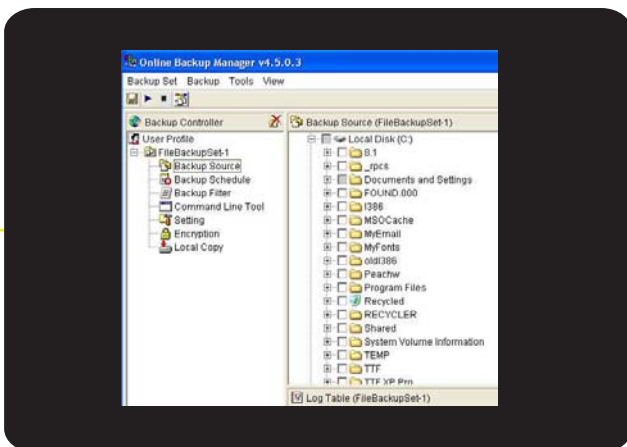 Online Backup Manager v4.5.0.3
Backup Set Backup Tools View
Backup Controller
User Profile
FileBackupSet-1
Backup Source
Backup Schedule
Backup Filter
Command Line Tool
Setting
Encryption
Local Copy
Backup Source (FileBackupSet-1)
Local Disk (C:)
8.1
_rpcs
Documents and Settings
FOUND.000
I386
MSOCache
MyEmail
MyFonts
oldI386
Peachw
Program Files
Recycled
RECYCLER
Shared
System Volume Information
TEMP
TTF
TTF XP Pro
Log Table (FileBackupSet-1)